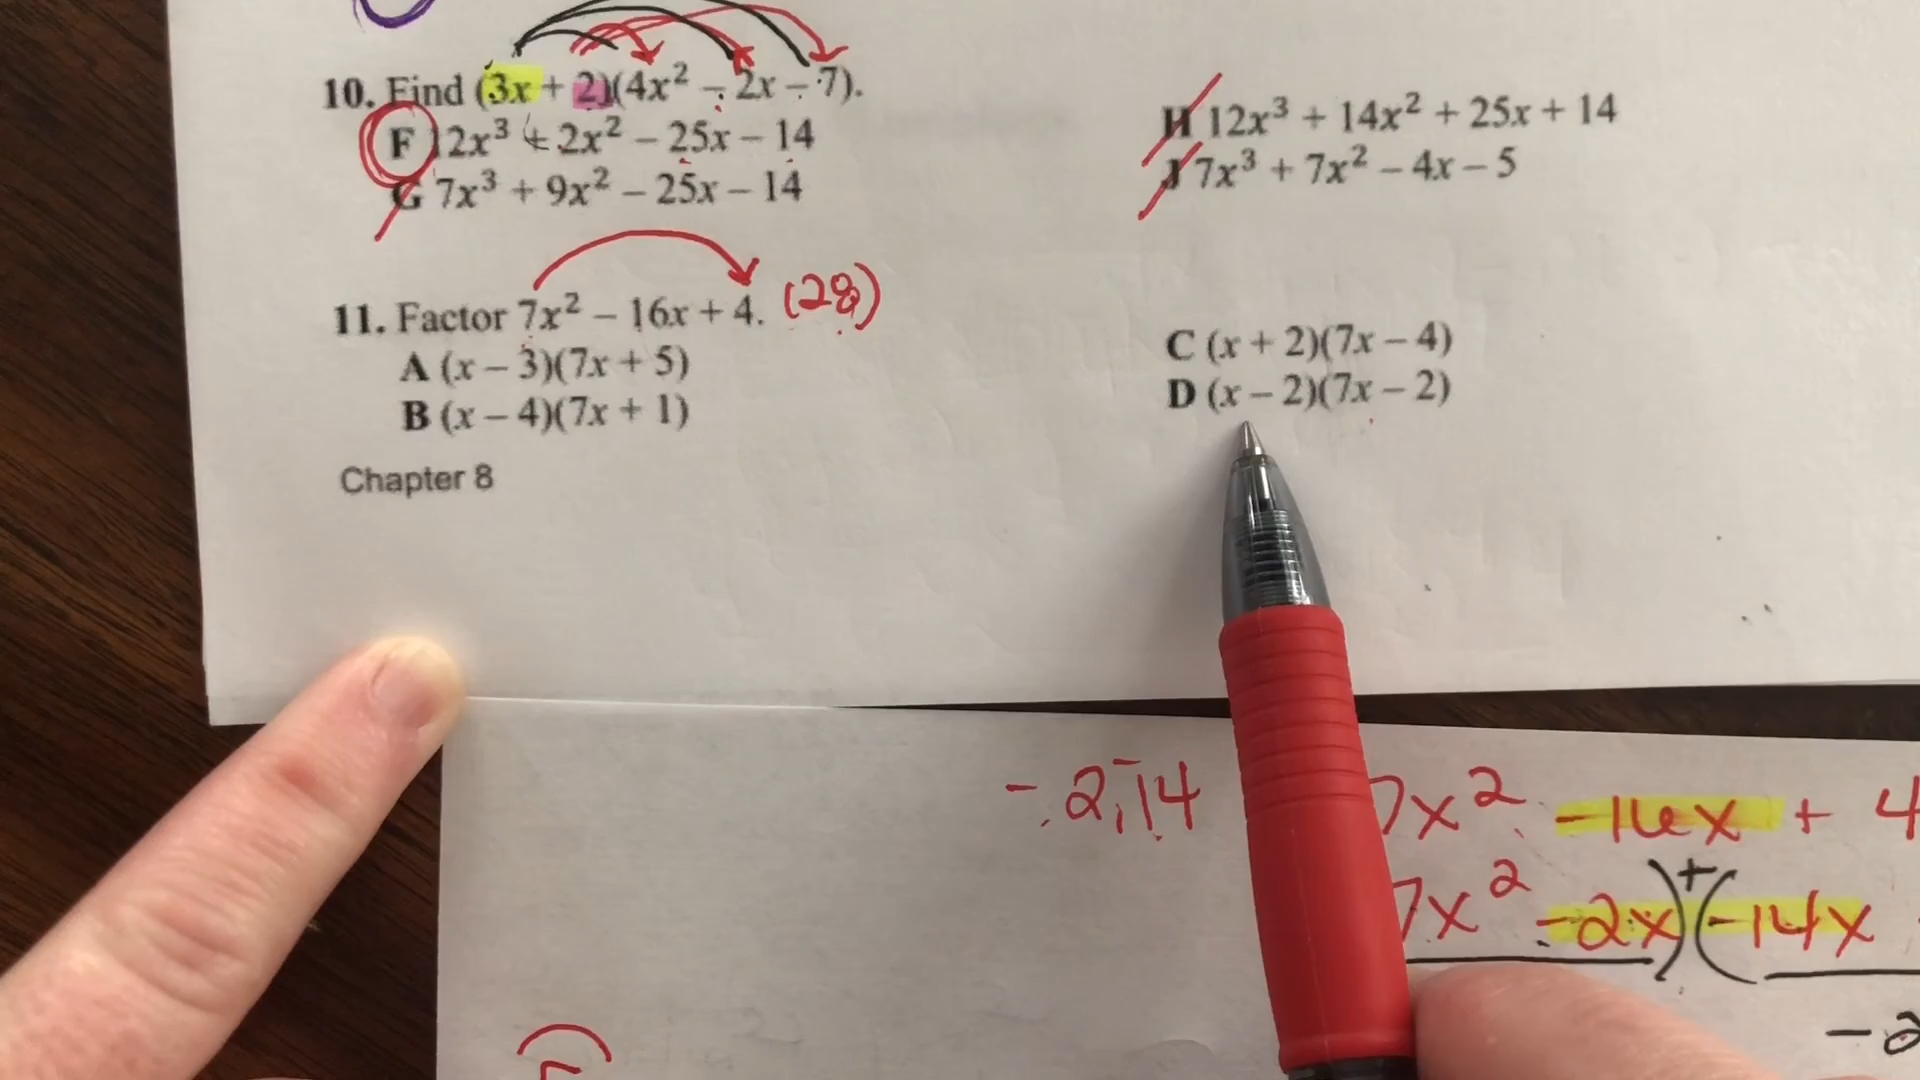 10. Find (3x + 2)(4x² – 2x – 7).
F 12x³ + 2x² – 25x – 14
G 7x³ + 9x² – 25x – 14
H 12x³ + 14x² + 25x + 14
J 7x³ + 7x² – 4x – 5
11. Factor 7x² – 16x + 4. (28)
A (x – 3)(7x + 5)
B (x – 4)(7x + 1)
C (x + 2)(7x – 4)
D (x – 2)(7x – 2)
Chapter 8
-2, -14
7x² -16x + 4
7x² -2x) + (-14x